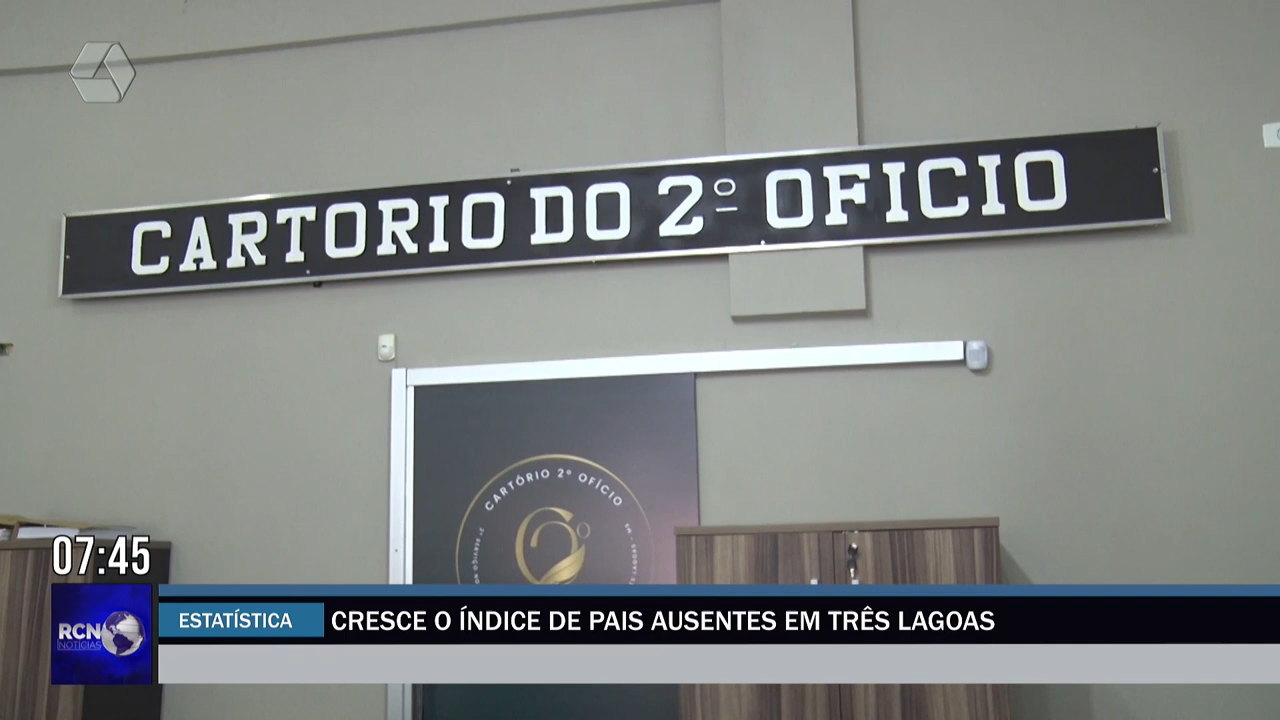 CARTORIO DO 2º OFICIO
CARTÓRIO 2º OFÍCIO
07:45
RCN
NOTÍCIAS
ESTATÍSTICA
CRESCE O ÍNDICE DE PAIS AUSENTES EM TRÊS LAGOAS